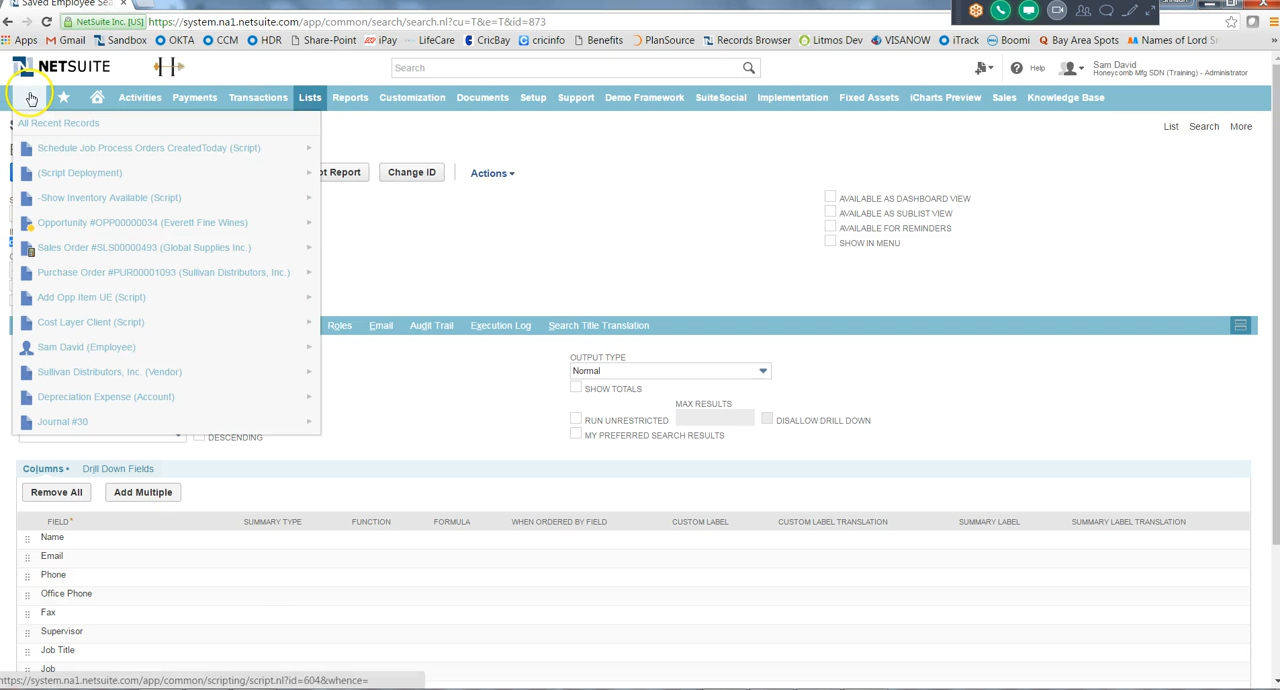 Saved Employee Sear
NetSuite Inc. [US] https://system.na1.netsuite.com/app/common/search/search.nl?cu=T&e=T&id=873
Apps Gmail Sandbox OKTA CCM HDR Share-Point iPay LifeCare CricBay Cricinfo Benefits PlanSource Records Browser Litmos Dev VISANOW iTrack Boomi Bay Area Spots Names of Lord Sr
NETSUITE
Search
Help
Sam David
Honeycomb Mfg SDN (Training) - Administrator
Activities Payments Transactions Lists Reports Customization Documents Setup Support Demo Framework SuiteSocial Implementation Fixed Assets iCharts Preview Sales Knowledge Base
All Recent Records
List Search More
Schedule Job Process Orders CreatedToday (Script)
(Script Deployment)
-Show Inventory Available (Script)
Opportunity #OPP00000034 (Everett Fine Wines)
Sales Order #SLS00000493 (Global Supplies Inc.)
Purchase Order #PUR00001093 (Sullivan Distributors, Inc.)
Add Opp Item UE (Script)
Cost Layer Client (Script)
Sam David (Employee)
Sullivan Distributors, Inc. (Vendor)
Depreciation Expense (Account)
Journal #30
pt Report Change ID Actions
AVAILABLE AS DASHBOARD VIEW
AVAILABLE AS SUBLIST VIEW
AVAILABLE FOR REMINDERS
SHOW IN MENU
Roles Email Audit Trail Execution Log Search Title Translation
OUTPUT TYPE
Normal
SHOW TOTALS
MAX RESULTS
RUN UNRESTRICTED DISALLOW DRILL DOWN
MY PREFERRED SEARCH RESULTS
DESCENDING
Columns • Drill Down Fields
Remove All Add Multiple
FIELD* SUMMARY TYPE FUNCTION FORMULA WHEN ORDERED BY FIELD CUSTOM LABEL CUSTOM LABEL TRANSLATION SUMMARY LABEL SUMMARY LABEL TRANSLATION
Name
Email
Phone
Office Phone
Fax
Supervisor
Job Title
Job
https://system.na1.netsuite.com/app/common/scripting/script.nl?id=604&whence=